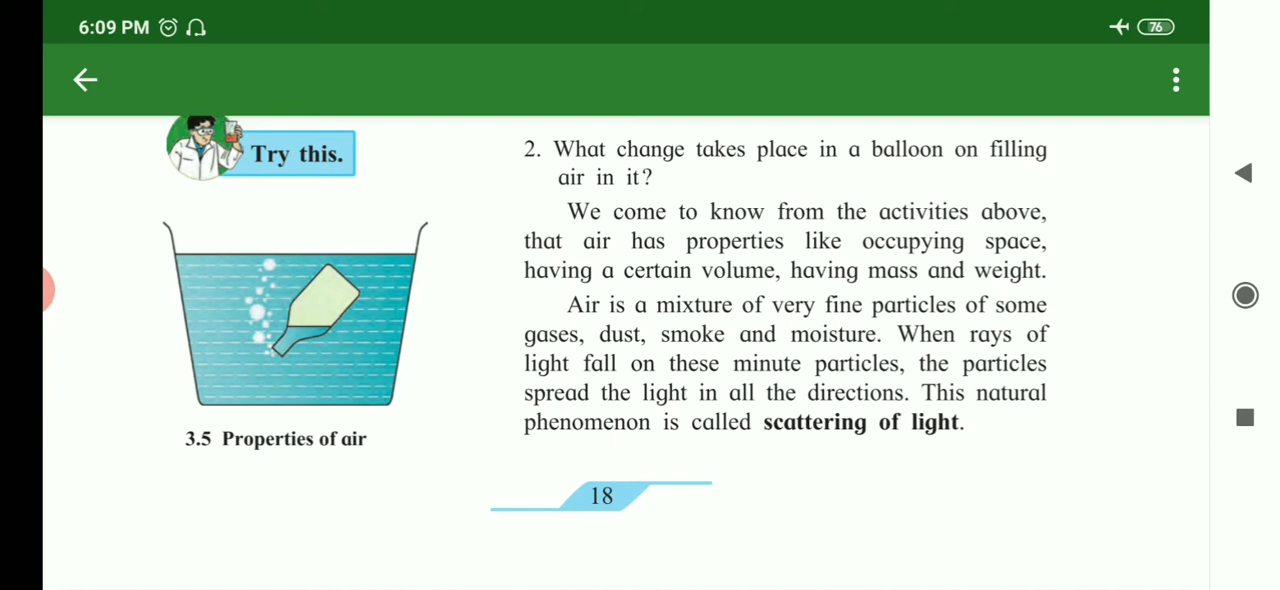 6:09 PM
76
Try this.
3.5 Properties of air
2. What change takes place in a balloon on filling
air in it?
We come to know from the activities above,
that air has properties like occupying space,
having a certain volume, having mass and weight.
Air is a mixture of very fine particles of some
gases, dust, smoke and moisture. When rays of
light fall on these minute particles, the particles
spread the light in all the directions. This natural
phenomenon is called scattering of light.
18